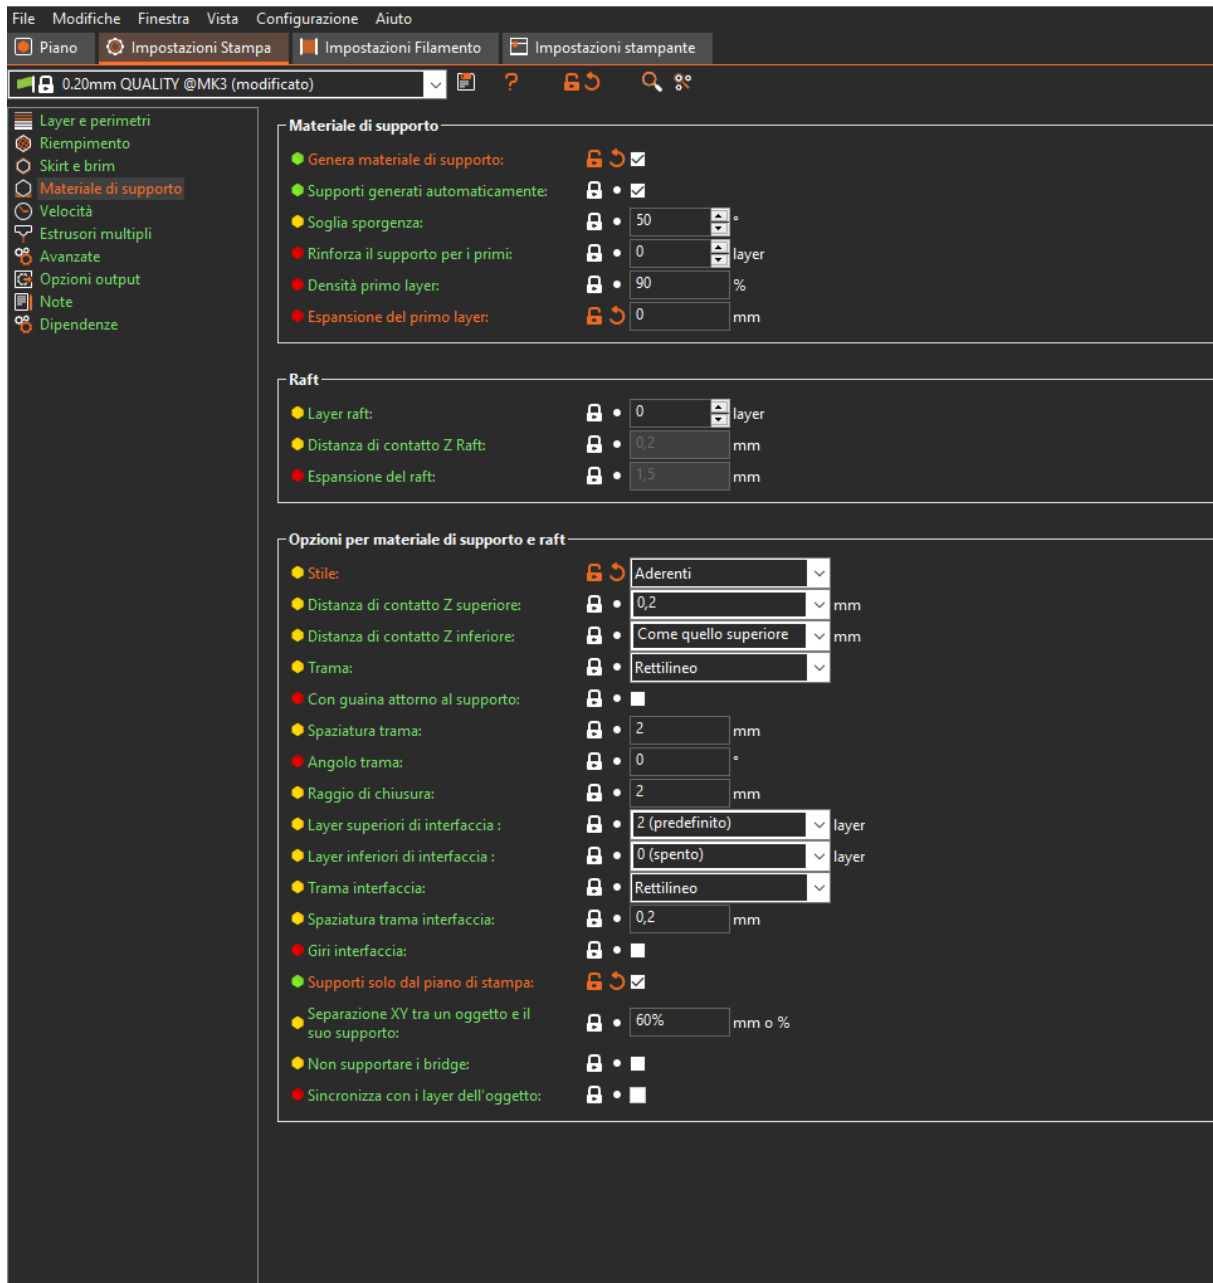 File Modifiche Finestra Vista Configurazione Aiuto
Piano Impostazioni Stampa Impostazioni Filamento Impostazioni stampante
0.20mm QUALITY @MK3 (modificato) ?
Layer e perimetri
Riempimento
Skirt e brim
Materiale di supporto
Velocità
Estrusori multipli
Avanzate
Opzioni output
Note
Dipendenze
Materiale di supporto
Genera materiale di supporto:
Supporti generati automaticamente:
Soglia sporgenza: 50 °
Rinforza il supporto per i primi: 0 layer
Densità primo layer: 90 %
Espansione del primo layer: 0 mm
Raft
Layer raft: 0 layer
Distanza di contatto Z Raft: 0,2 mm
Espansione del raft: 1,5 mm
Opzioni per materiale di supporto e raft
Stile: Aderenti
Distanza di contatto Z superiore: 0,2 mm
Distanza di contatto Z inferiore: Come quello superiore mm
Trama: Rettilineo
Con guaina attorno al supporto:
Spaziatura trama: 2 mm
Angolo trama: 0 °
Raggio di chiusura: 2 mm
Layer superiori di interfaccia : 2 (predefinito) layer
Layer inferiori di interfaccia : 0 (spento) layer
Trama interfaccia: Rettilineo
Spaziatura trama interfaccia: 0,2 mm
Giri interfaccia:
Supporti solo dal piano di stampa:
Separazione XY tra un oggetto e il
suo supporto: 60% mm o %
Non supportare i bridge:
Sincronizza con i layer dell'oggetto: